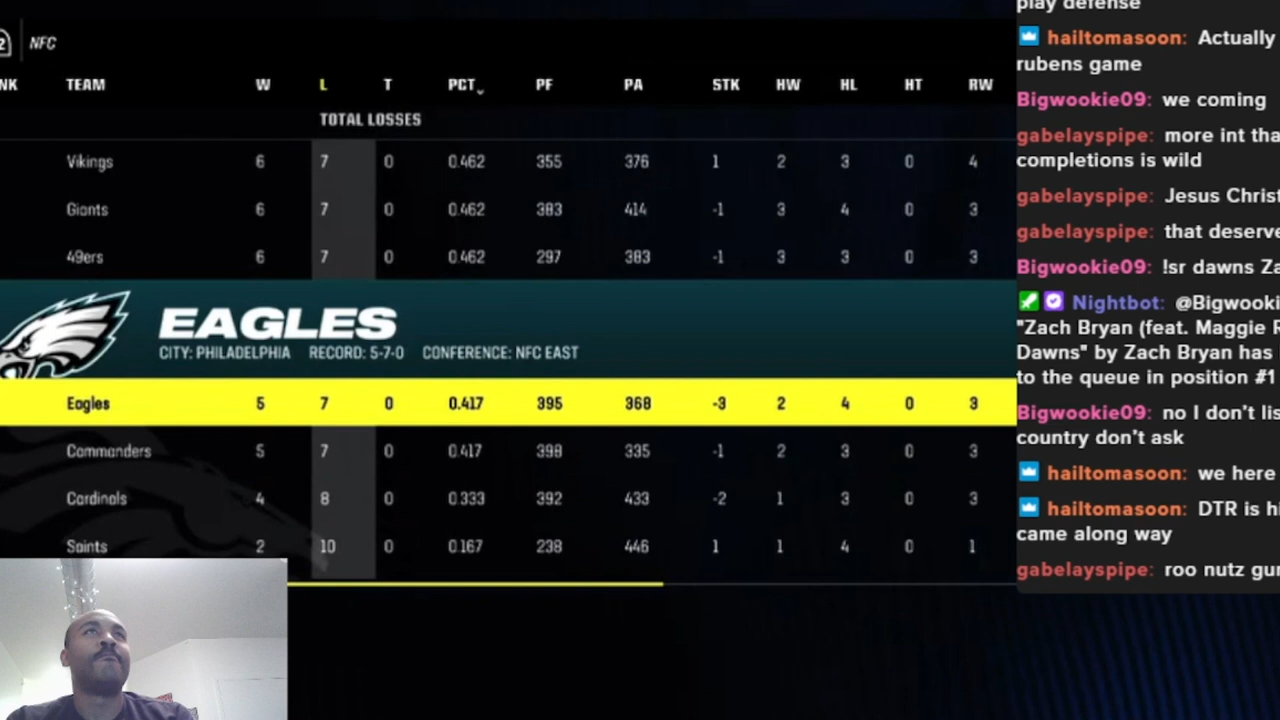 2 NFC
NK TEAM W L T PCT PF PA STK HW HL HT RW
TOTAL LOSSES
Vikings 6 7 0 0.462 355 376 1 2 3 0 4
Giants 6 7 0 0.462 383 414 -1 3 4 0 3
49ers 6 7 0 0.462 297 383 -1 3 3 0 3
EAGLES
CITY: PHILADELPHIA RECORD: 5-7-0 CONFERENCE: NFC EAST
Eagles 5 7 0 0.417 395 368 -3 2 4 0 3
Commanders 5 7 0 0.417 398 335 -1 2 3 0 3
Cardinals 4 8 0 0.333 392 433 -2 1 3 0 3
Saints 2 10 0 0.167 238 446 1 1 4 0 1
play defense
hailtomasoon: Actually
rubens game
Bigwookie09: we coming
gabelayspipe: more int tha
completions is wild
gabelayspipe: Jesus Christ
gabelayspipe: that deserve
Bigwookie09: !sr dawns Za
Nightbot: @Bigwooki
"Zach Bryan (feat. Maggie R
Dawns" by Zach Bryan has
to the queue in position #1
Bigwookie09: no I don't lis
country don't ask
hailtomasoon: we here
hailtomasoon: DTR is hi
came along way
gabelayspipe: roo nutz gur